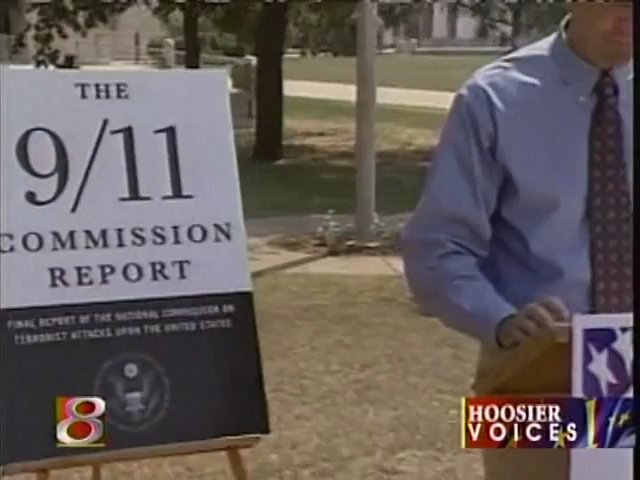 THE
9/11
COMMISSION
REPORT
FINAL REPORT OF THE NATIONAL COMMISSION ON
TERRORIST ATTACKS UPON THE UNITED STATES
8
HOOSIER
VOICES